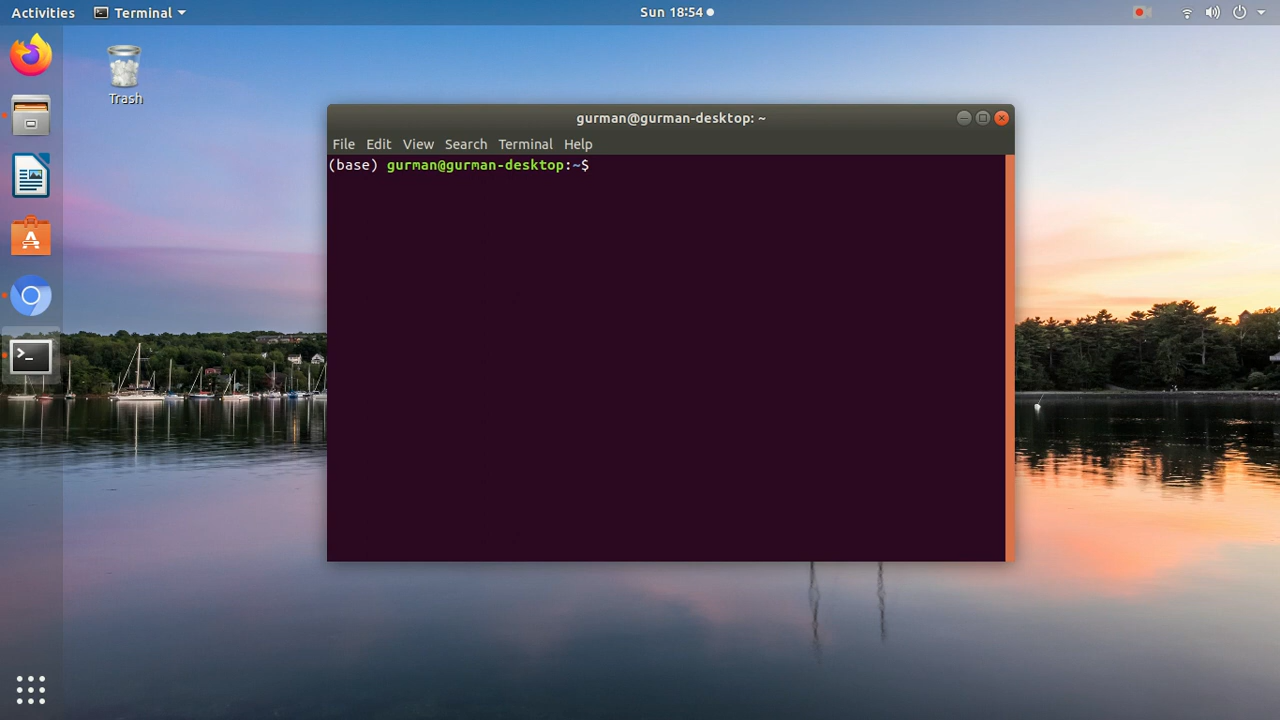 Activities
Terminal
Sun 18:54
Trash
gurman@gurman-desktop: ~
File Edit View Search Terminal Help
(base) gurman@gurman-desktop:~$